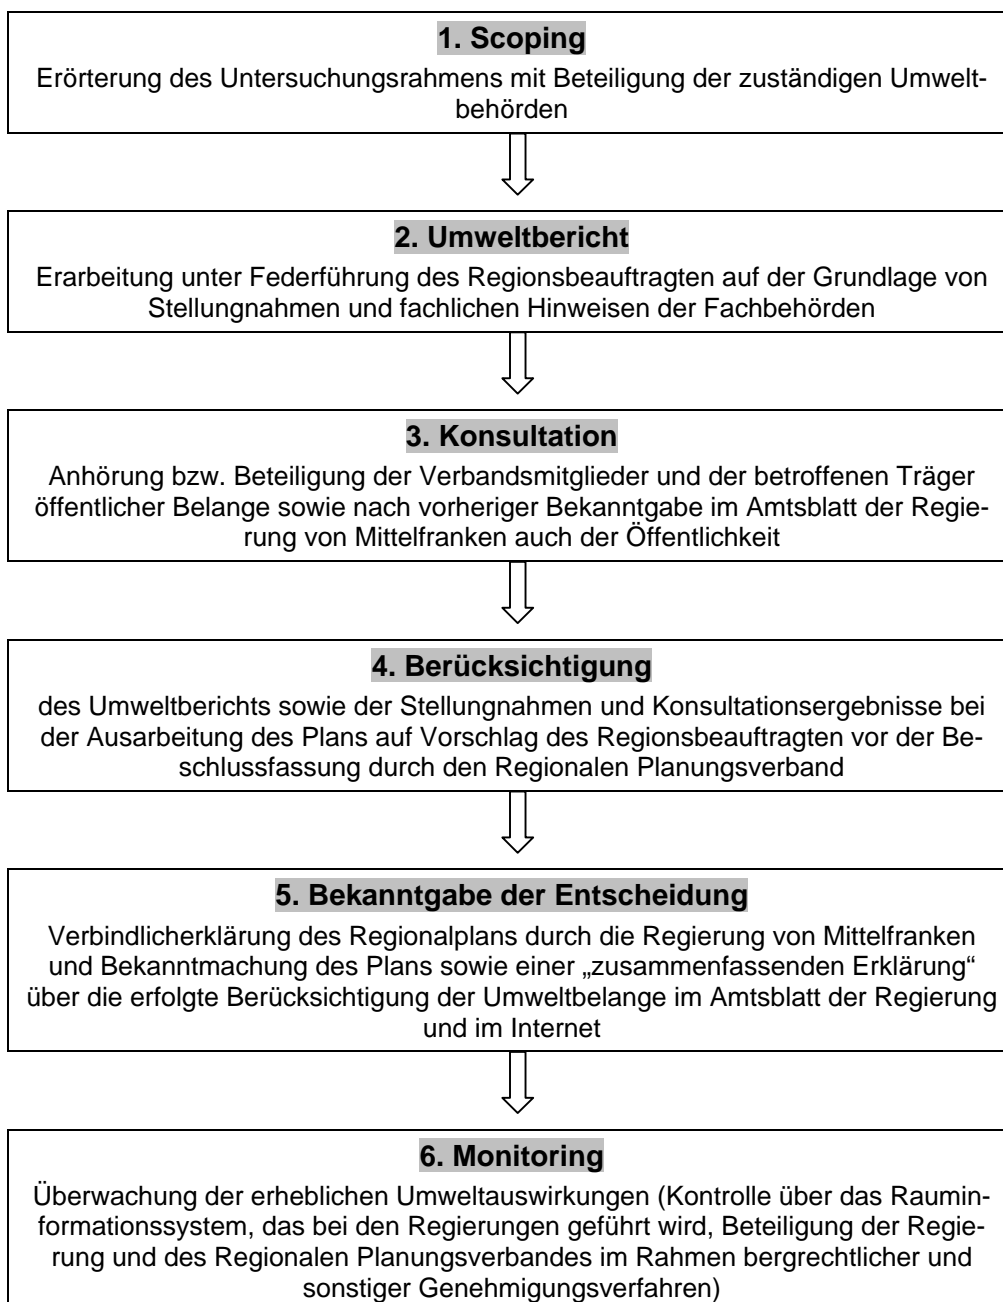 1. Scoping
Erörterung des Untersuchungsrahmens mit Beteiligung der zuständigen Umwelt-
behörden
2. Umweltbericht
Erarbeitung unter Federführung des Regionsbeauftragten auf der Grundlage von
Stellungnahmen und fachlichen Hinweisen der Fachbehörden
3. Konsultation
Anhörung bzw. Beteiligung der Verbandsmitglieder und der betroffenen Träger
öffentlicher Belange sowie nach vorheriger Bekanntgabe im Amtsblatt der Regie-
rung von Mittelfranken auch der Öffentlichkeit
4. Berücksichtigung
des Umweltberichts sowie der Stellungnahmen und Konsultationsergebnisse bei
der Ausarbeitung des Plans auf Vorschlag des Regionsbeauftragten vor der Be-
schlussfassung durch den Regionalen Planungsverband
5. Bekanntgabe der Entscheidung
Verbindlicherklärung des Regionalplans durch die Regierung von Mittelfranken
und Bekanntmachung des Plans sowie einer „zusammenfassenden Erklärung“
über die erfolgte Berücksichtigung der Umweltbelange im Amtsblatt der Regierung
und im Internet
6. Monitoring
Überwachung der erheblichen Umweltauswirkungen (Kontrolle über das Raumin-
formationssystem, das bei den Regierungen geführt wird, Beteiligung der Regie-
rung und des Regionalen Planungsverbandes im Rahmen bergrechtlicher und
sonstiger Genehmigungsverfahren)